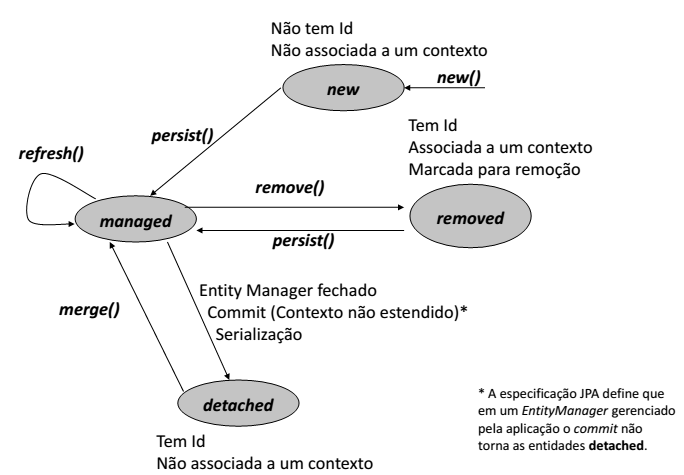 Não tem Id
Não associada a um contexto
new
new()
persist()
Tem Id
Associada a um contexto
Marcada para remoção
refresh()
remove()
managed
removed
persist()
Entity Manager fechado
Commit (Contexto não estendido)*
Serialização
merge()
detached
Tem Id
Não associada a um contexto
* A especificação JPA define que
em um EntityManager gerenciado
pela aplicação o commit não
torna as entidades detached.